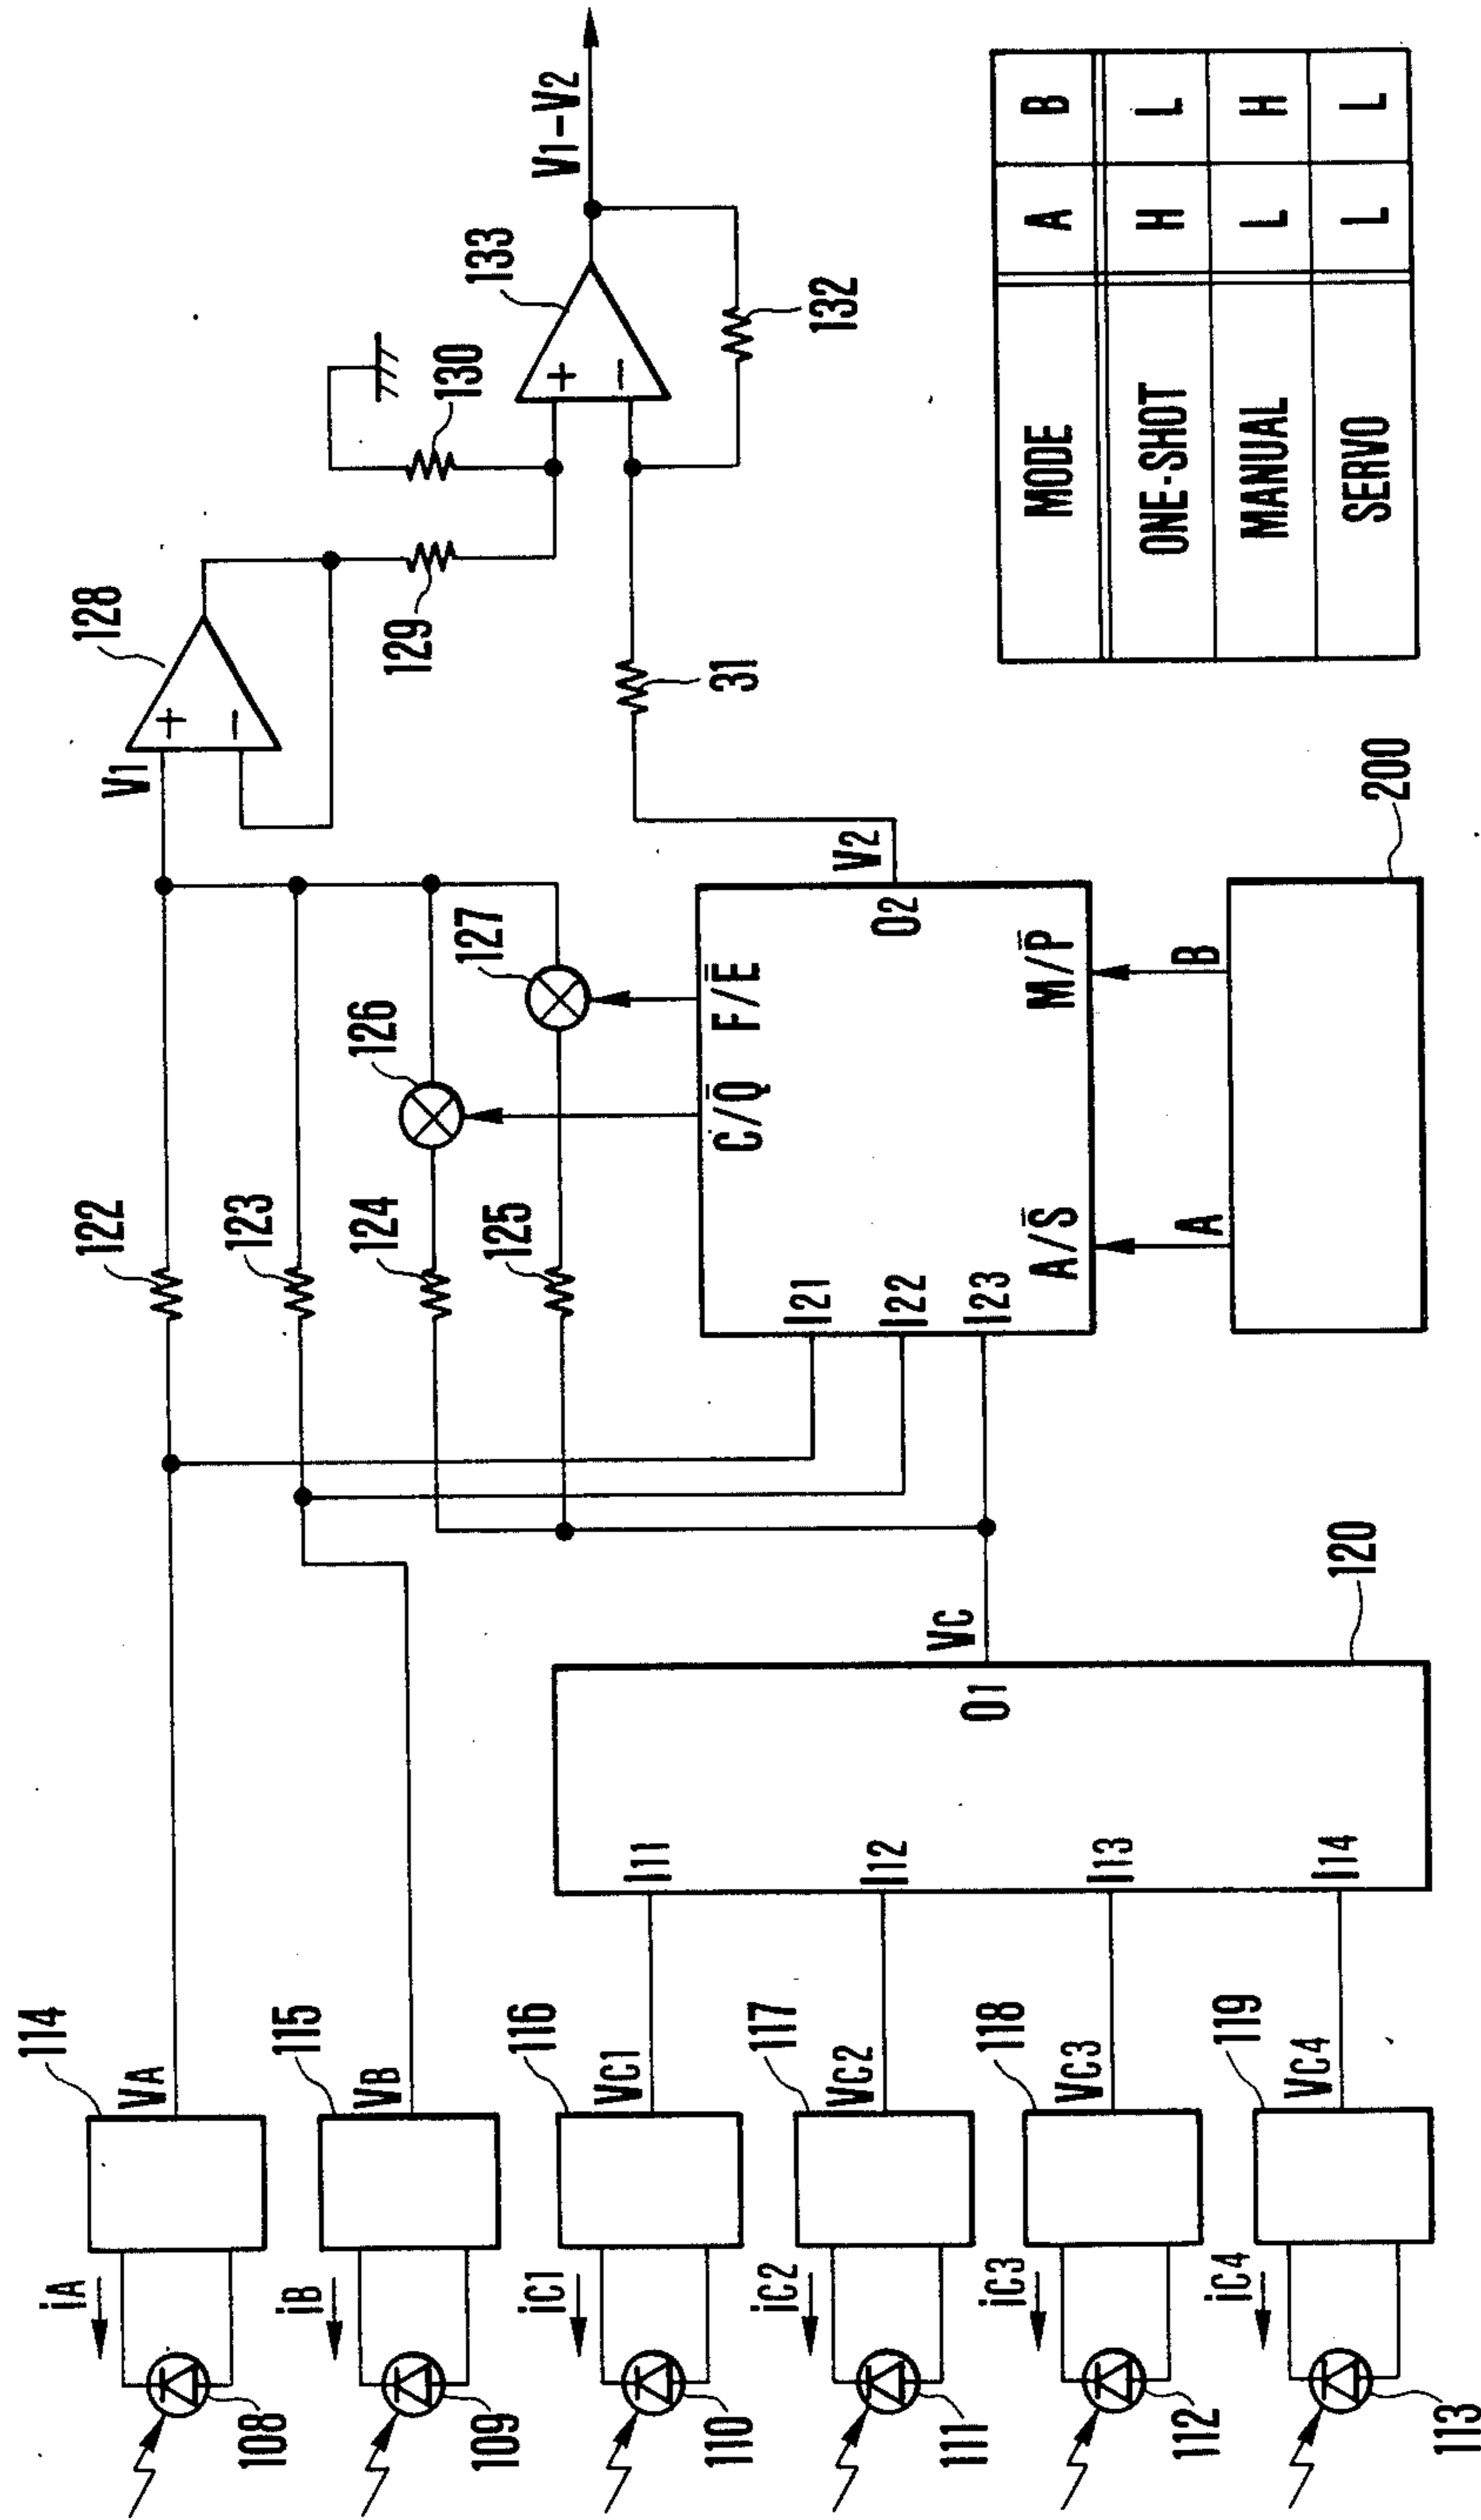 114
VA
iA
108
115
VB
iB
109
116
VC1
iC1
110
117
VC2
iC2
111
118
VC3
iC3
112
119
VC4
iC4
113
I11
I12
I13
I14
O1
VC
120
122
123
124
125
126
127
I21
I22
I23
C/Q̄
F/Ē
A/S̄
M/P̄
O2
V2
A
B
200
V1
128
+
−
129
130
31
133
+
−
132
V1−V2
MODE A B
ONE-SHOT H L
MANUAL L H
SERVO L L